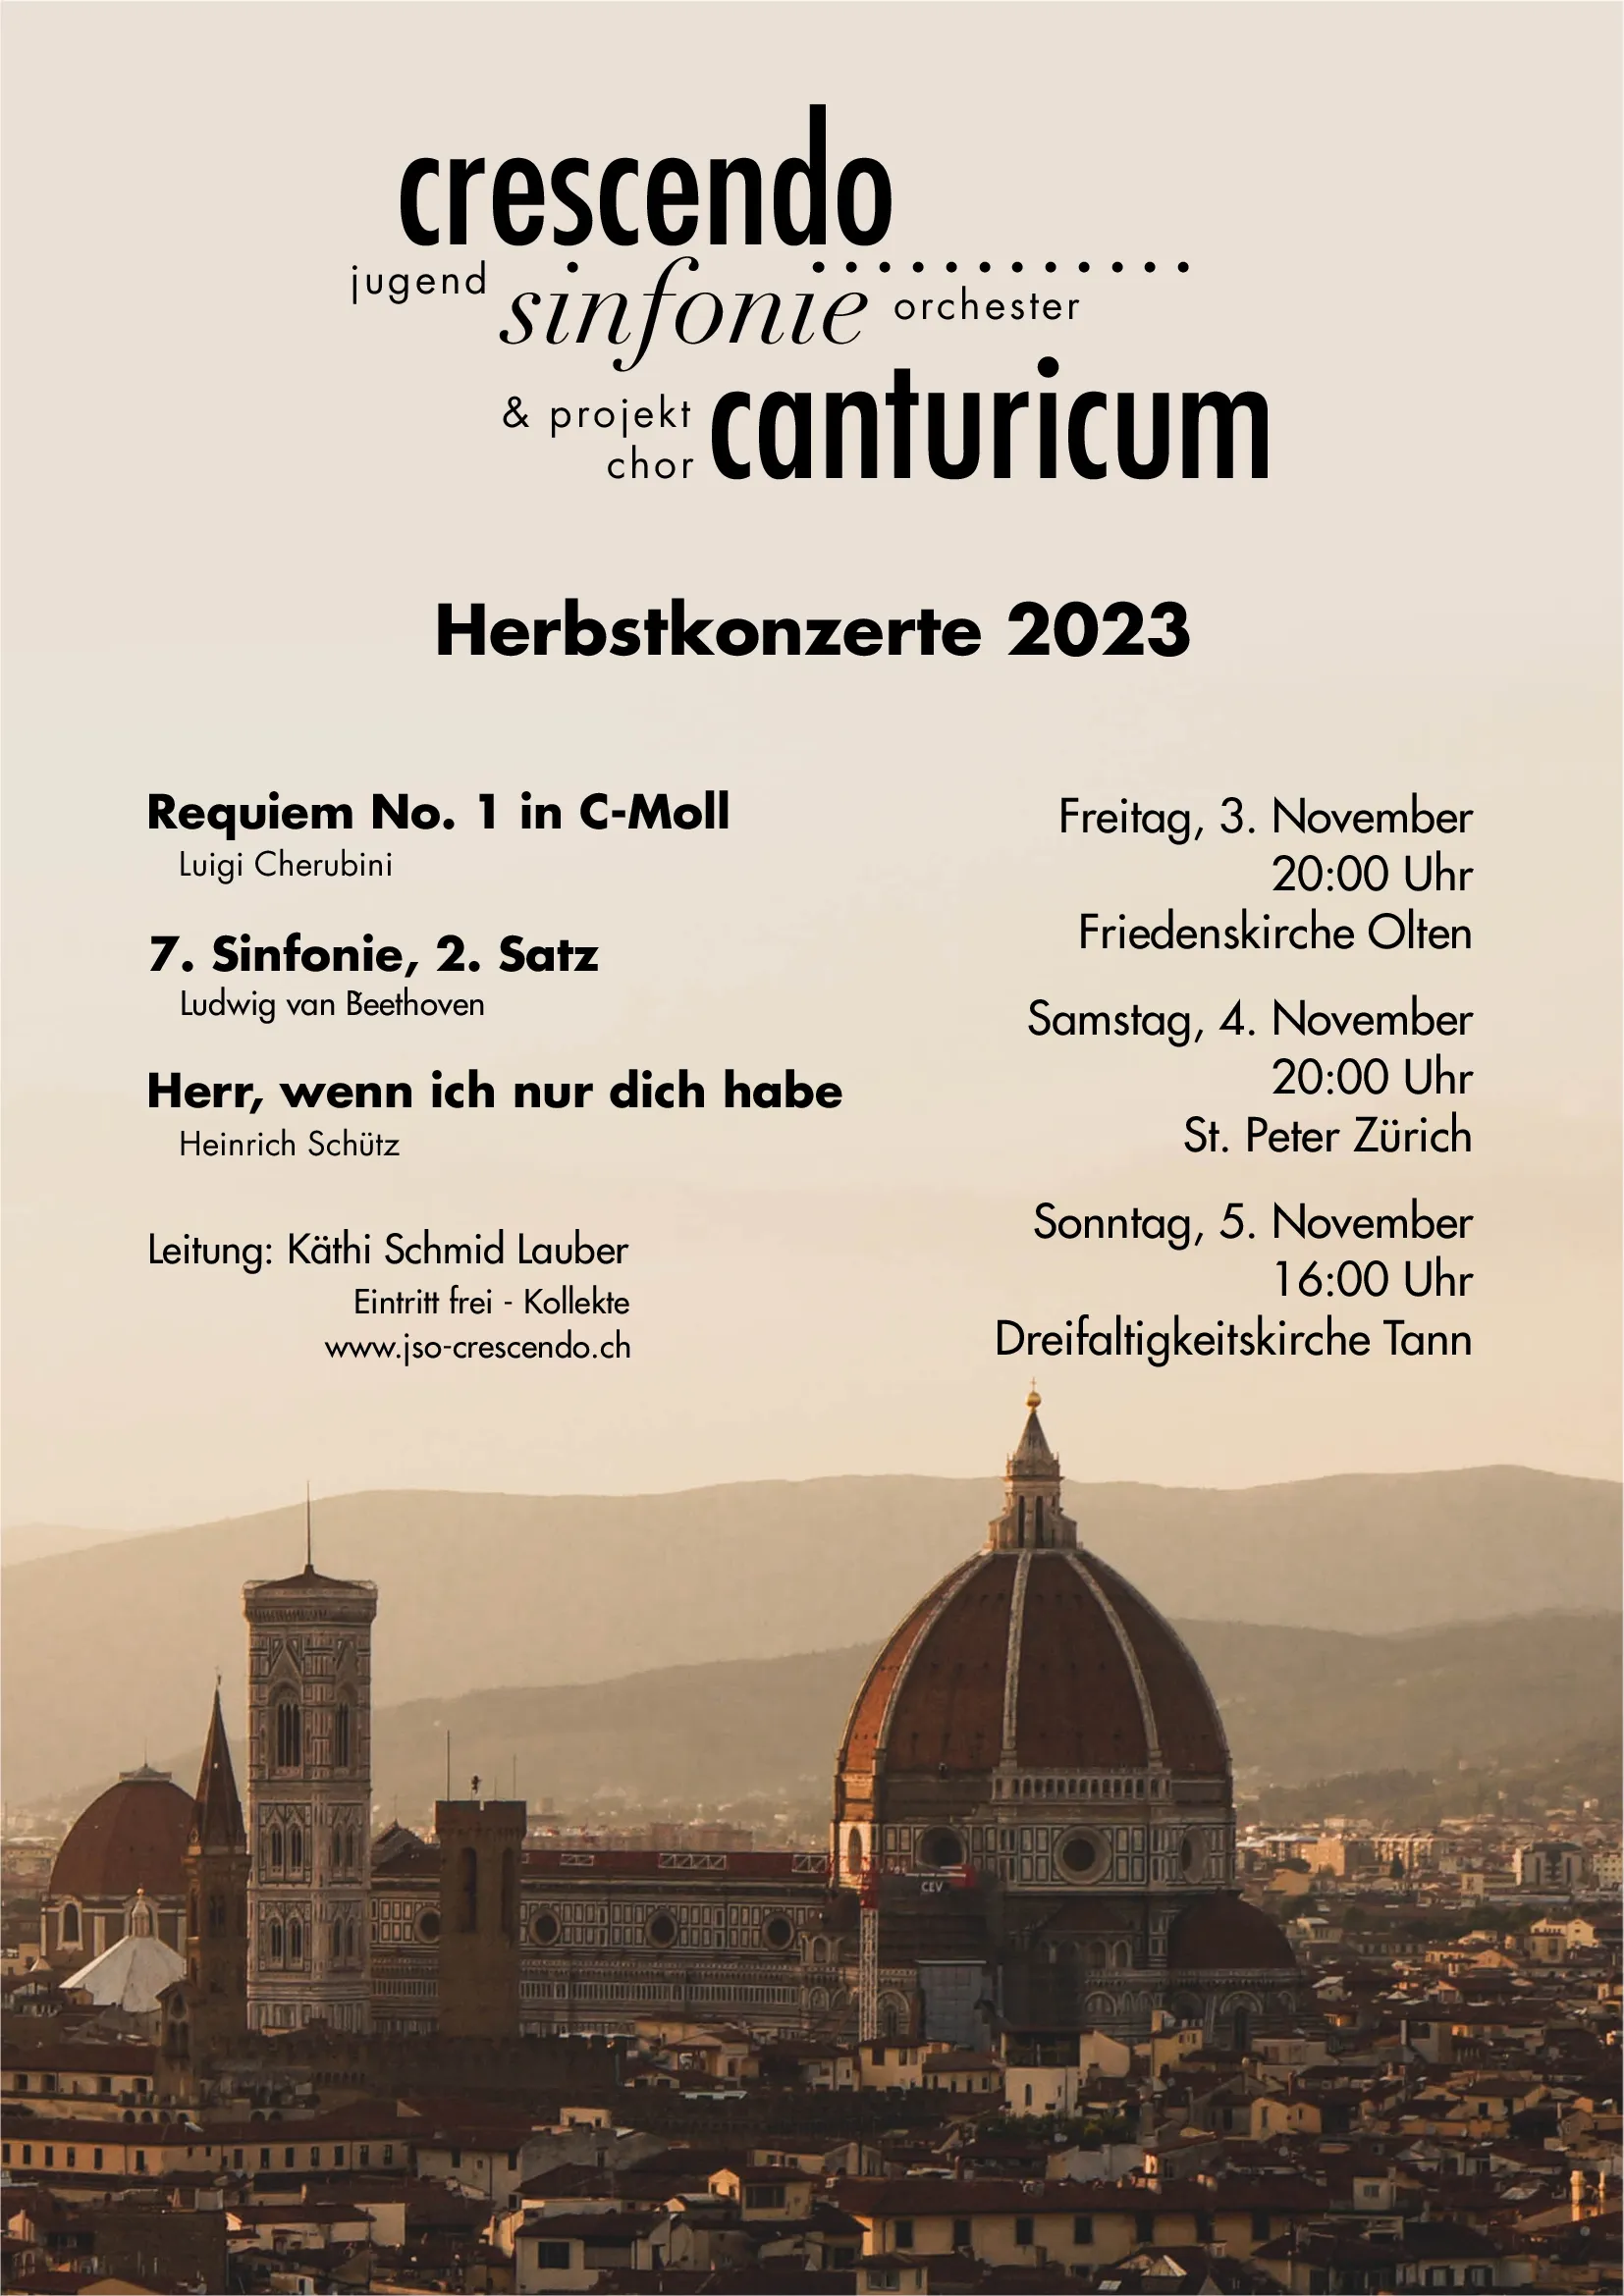 crescendo
jugend sinfonie orchester
& projekt chor canturicum
Herbstkonzerte 2023
Requiem No. 1 in C-Moll
Luigi Cherubini
7. Sinfonie, 2. Satz
Ludwig van Beethoven
Herr, wenn ich nur dich habe
Heinrich Schütz
Leitung: Käthi Schmid Lauber
Eintritt frei - Kollekte
www.jso-crescendo.ch
Freitag, 3. November
20:00 Uhr
Friedenskirche Olten
Samstag, 4. November
20:00 Uhr
St. Peter Zürich
Sonntag, 5. November
16:00 Uhr
Dreifaltigkeitskirche Tann
CEV